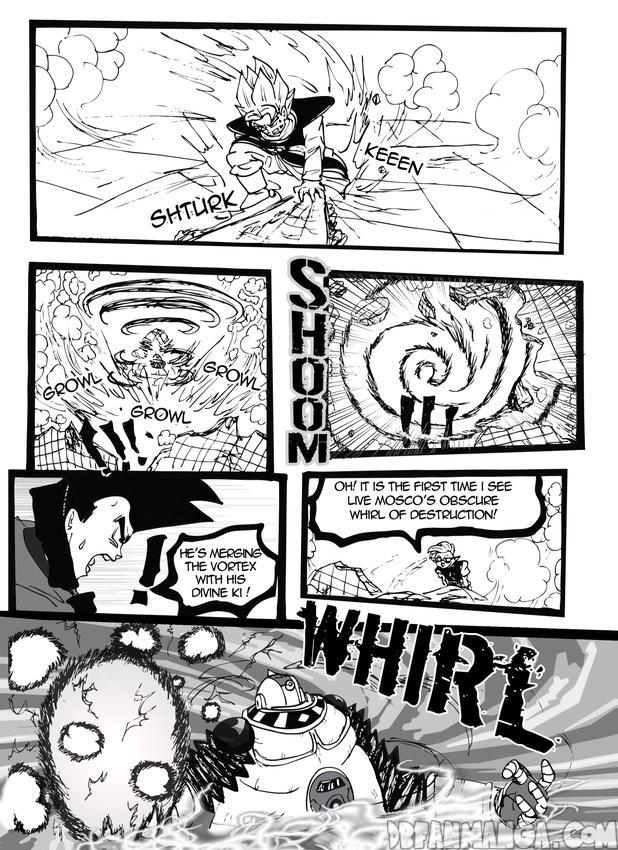 KEEEN
SHTURK
GROWL
GROWL
GROWL
!!!
SHOOM
!!!
!
HE'S MERGING
THE VORTEX
WITH HIS
DIVINE KI !
OH! IT IS THE FIRST TIME I SEE
LIVE MOSCO'S OBSCURE
WHIRL OF DESTRUCTION!
WHIRL
DBFANMANGA.COM